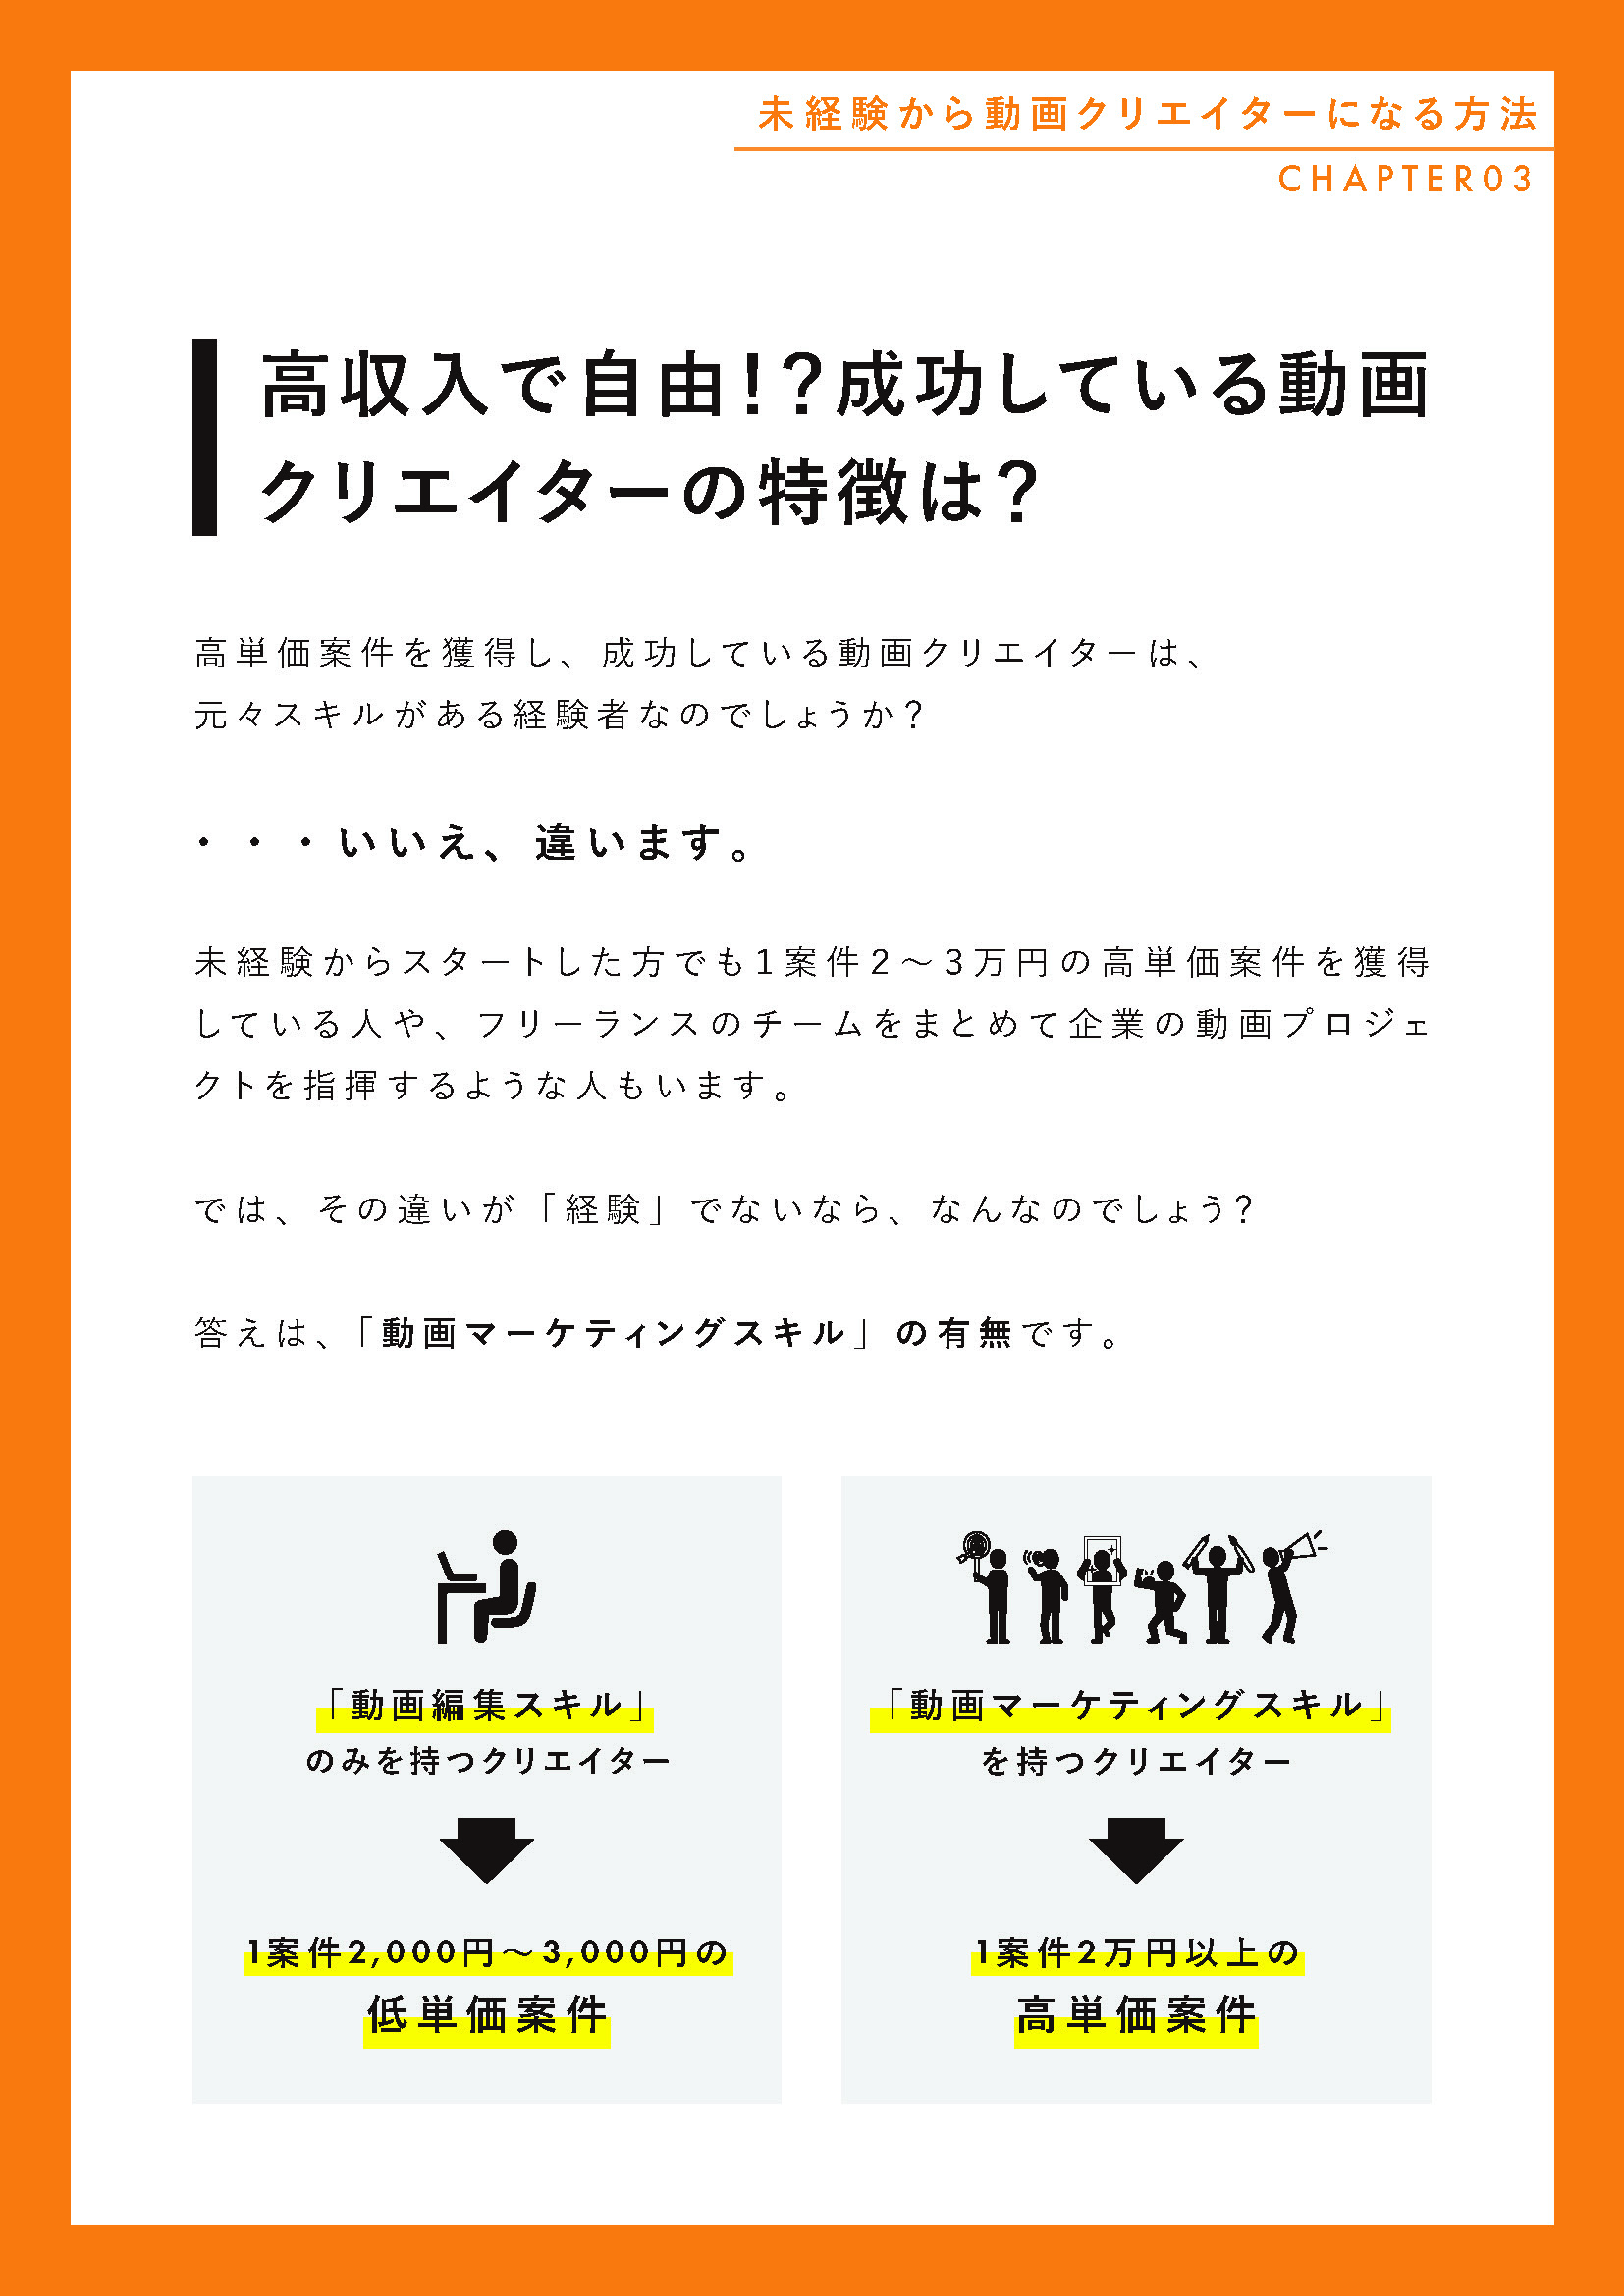 未経験から動画クリエイターになる方法
CHAPTER03
高収入で自由！？成功している動画
クリエイターの特徴は？
高単価案件を獲得し、成功している動画クリエイターは、
元々スキルがある経験者なのでしょうか？
・・・いいえ、違います。
未経験からスタートした方でも1案件2〜3万円の高単価案件を獲得
している人や、フリーランスのチームをまとめて企業の動画プロジェ
クトを指揮するような人もいます。
では、その違いが「経験」でないなら、なんなのでしょう？
答えは、「動画マーケティングスキル」の有無です。
「動画編集スキル」
のみを持つクリエイター
1案件2,000円〜3,000円の
低単価案件
「動画マーケティングスキル」
を持つクリエイター
1案件2万円以上の
高単価案件